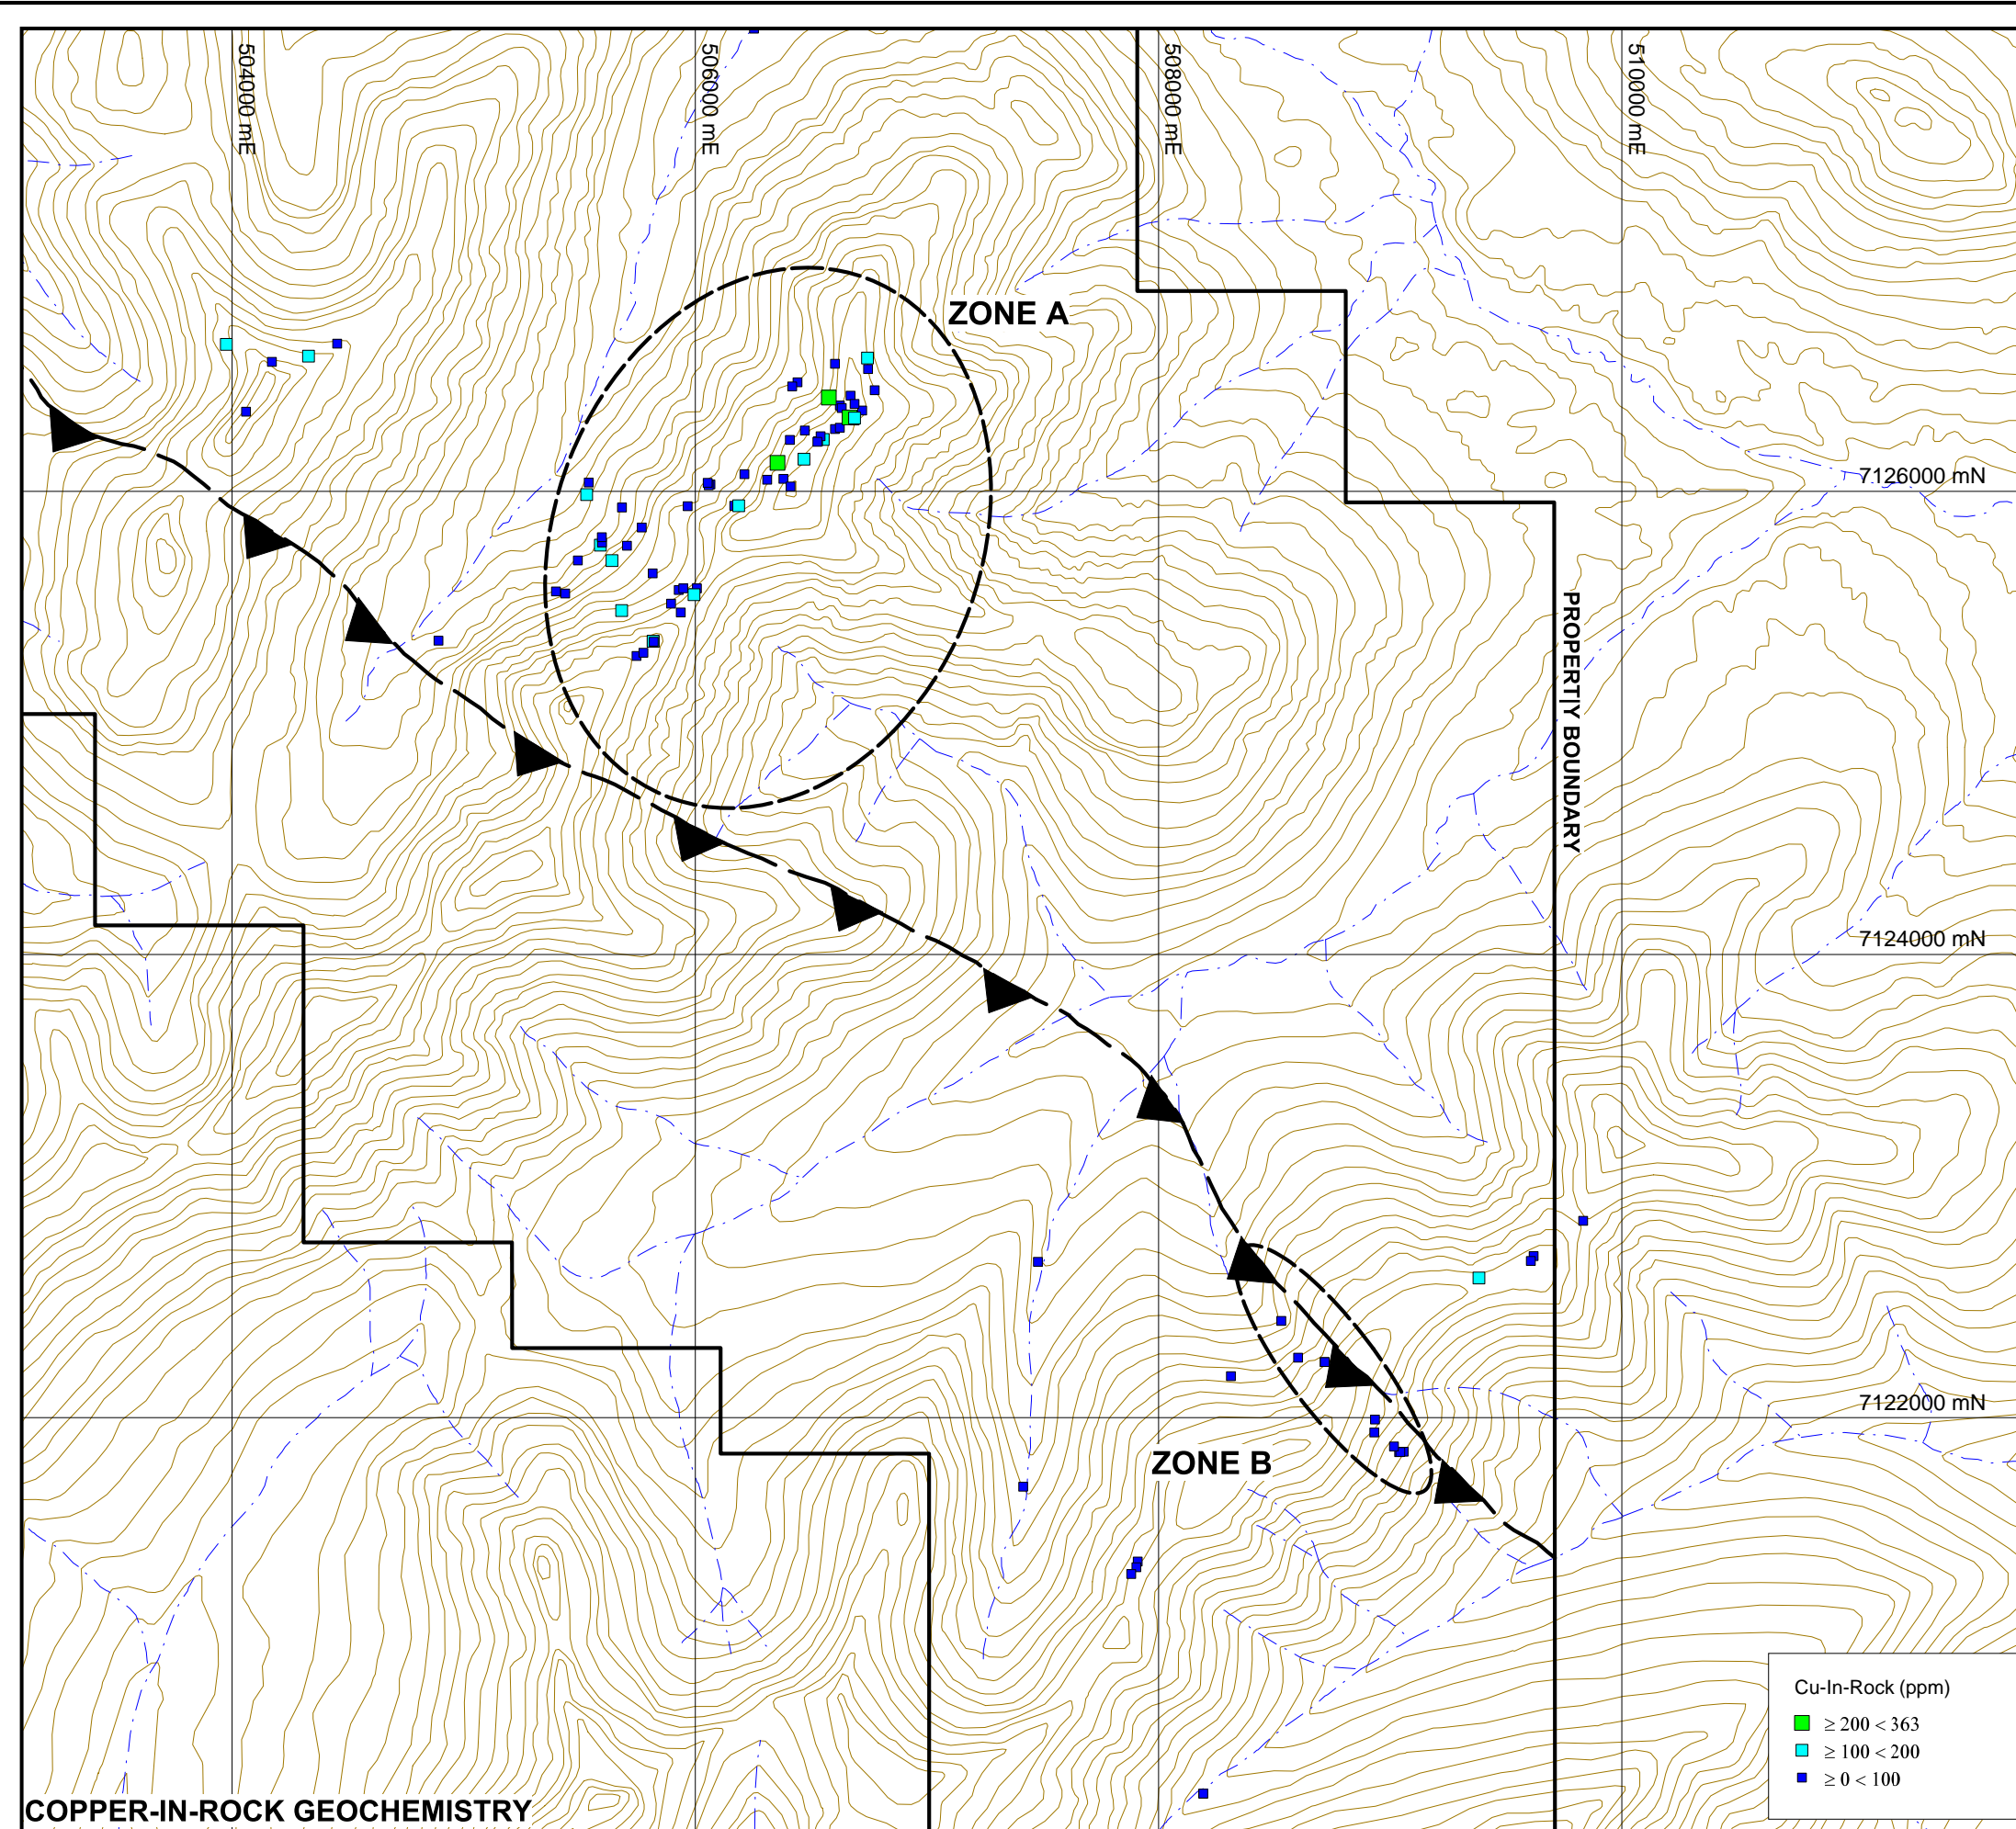 504000 mE
506000 mE
508000 mE
510000 mE
ZONE A
7126000 mN
PROPERTY BOUNDARY
7124000 mN
7122000 mN
ZONE B
Cu-In-Rock (ppm)
≥ 200 < 363
≥ 100 < 200
≥ 0 < 100
COPPER-IN-ROCK GEOCHEMISTRY